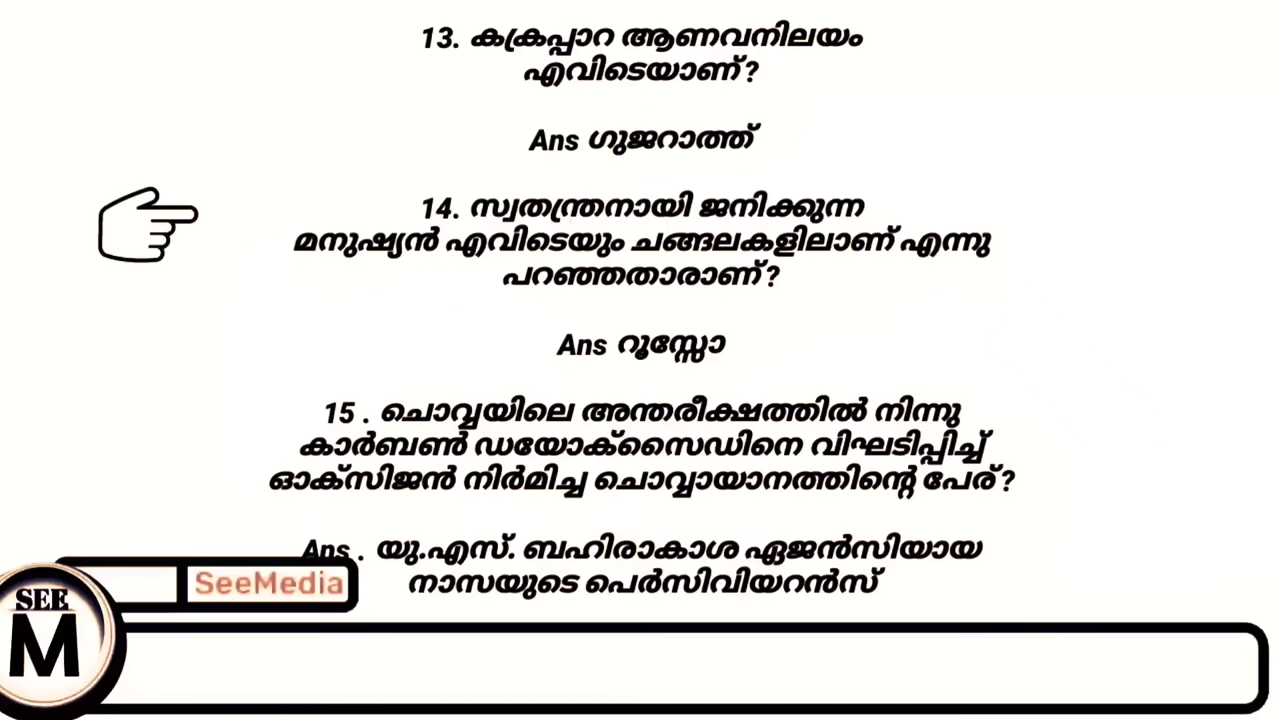 13. കക്രപ്പാറ ആണവനിലയം
എവിടെയാണ്?
Ans ഗുജറാത്ത്
14. സ്വതന്ത്രനായി ജനിക്കുന്ന
മനുഷ്യൻ എവിടെയും ചങ്ങലകളിലാണ് എന്നു
പറഞ്ഞതാരാണ്?
Ans റൂസ്സോ
15 . ചൊവ്വയിലെ അന്തരീക്ഷത്തിൽ നിന്നു
കാർബൺ ഡയോക്സൈഡിനെ വിഘടിപ്പിച്ച്
ഓക്സിജൻ നിർമിച്ച ചൊവ്വായാനത്തിന്റെ പേര്?
Ans . യു.എസ്. ബഹിരാകാശ ഏജൻസിയായ
നാസയുടെ പെർസിവിയറൻസ്
SeeMedia
SEE
M